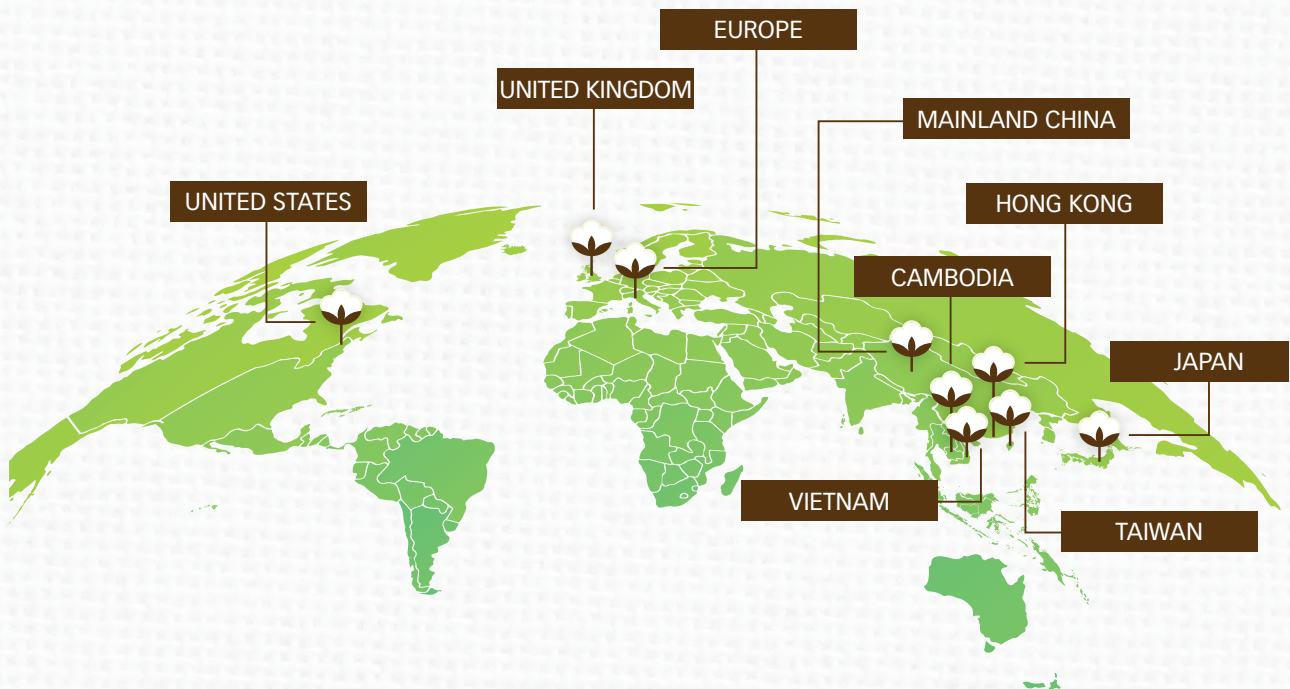 EUROPE
UNITED KINGDOM
MAINLAND CHINA
UNITED STATES
HONG KONG
CAMBODIA
JAPAN
VIETNAM
TAIWAN